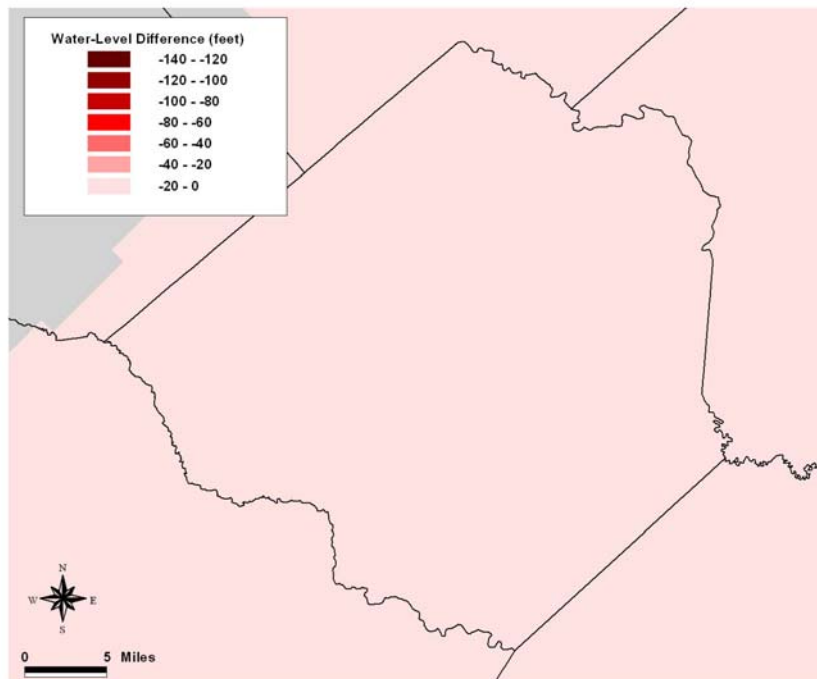 Water-Level Difference (feet)
-140 - -120
-120 - -100
-100 - -80
-80 - -60
-60 - -40
-40 - -20
-20 - 0
N
W E
S
0 5 Miles